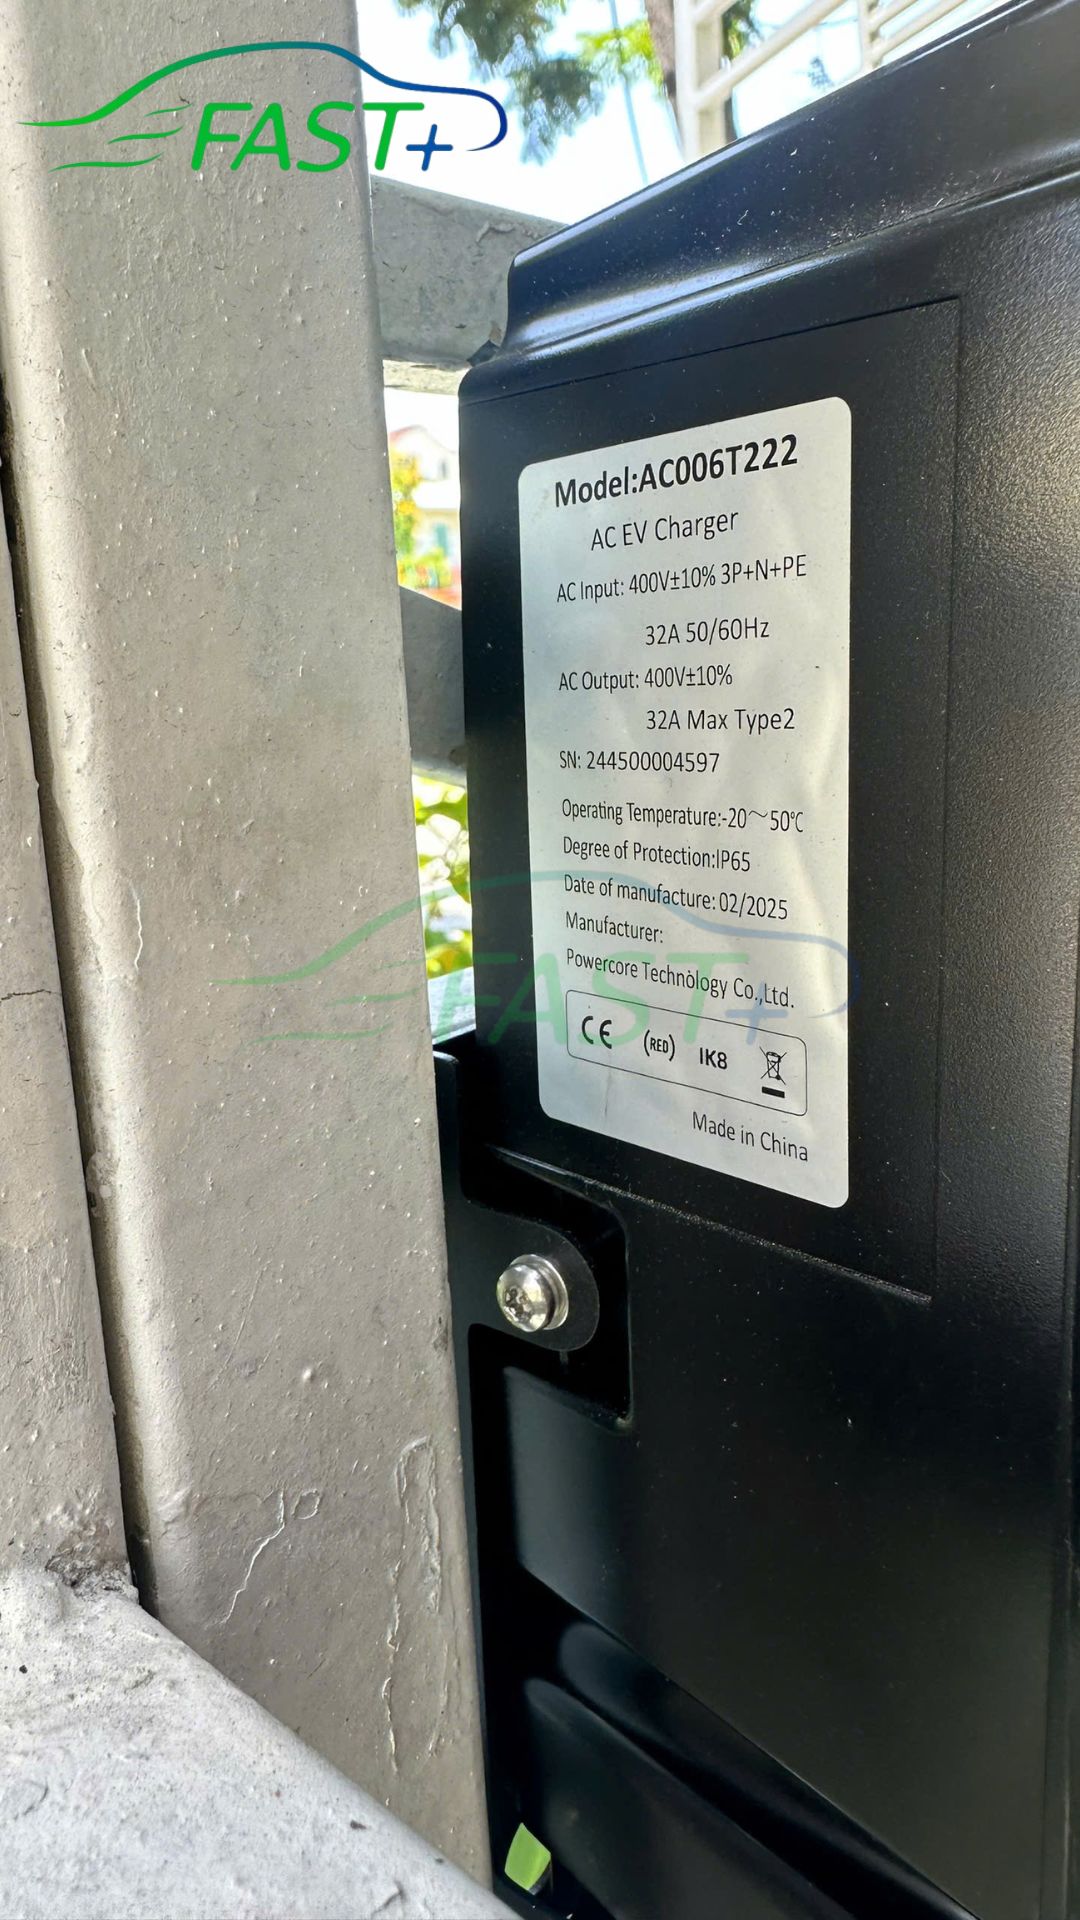 FAST+
Model:AC006T222
AC EV Charger
AC Input: 400V±10% 3P+N+PE
32A 50/60Hz
AC Output: 400V±10%
32A Max Type2
SN: 244500004597
Operating Temperature:-20～50℃
Degree of Protection:IP65
Date of manufacture: 02/2025
Manufacturer:
Powercore Technology Co.,Ltd.
FAST+
CE (RED) IK8
Made in China